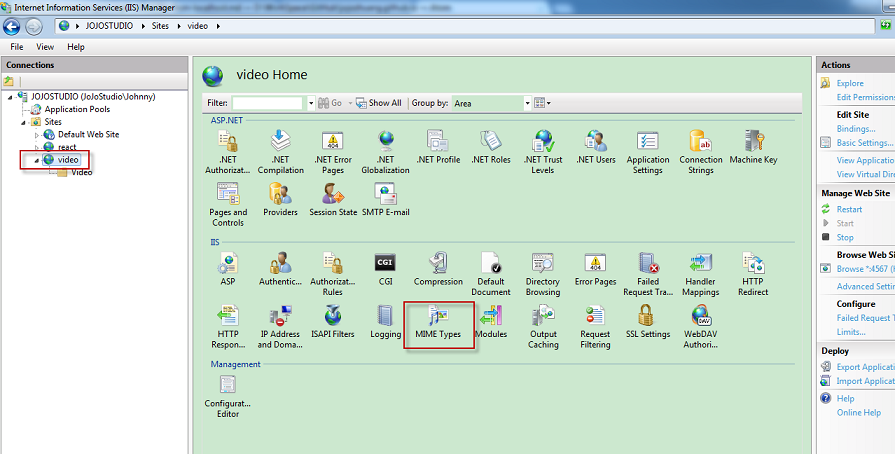 Internet Information Services (IIS) Manager
JOJOSTUDIO Sites video
File View Help
Connections
JOJOSTUDIO (JoJoStudio\Johnny)
Application Pools
Sites
Default Web Site
react
video
Video
video Home
Filter: Go Show All Group by: Area
ASP.NET
.NET Authorizat...
.NET Compilation
.NET Error Pages
.NET Globalization
.NET Profile
.NET Roles
.NET Trust Levels
.NET Users
Application Settings
Connection Strings
Machine Key
Pages and Controls
Providers
Session State
SMTP E-mail
IIS
ASP
Authentic...
Authorizat... Rules
CGI
Compression
Default Document
Directory Browsing
Error Pages
Failed Request Tra...
Handler Mappings
HTTP Redirect
HTTP Respon...
IP Address and Doma...
ISAPI Filters
Logging
MIME Types
Modules
Output Caching
Request Filtering
SSL Settings
WebDAV Authori...
Management
Configurat... Editor
Actions
Explore
Edit Permissions
Edit Site
Bindings...
Basic Settings...
View Applicatio
View Virtual Dire
Manage Web Site
Restart
Start
Stop
Browse Web Si
Browse *:4567 (
Advanced Settin
Configure
Failed Request T
Limits...
Deploy
Export Applicati
Import Applicat
Help
Online Help